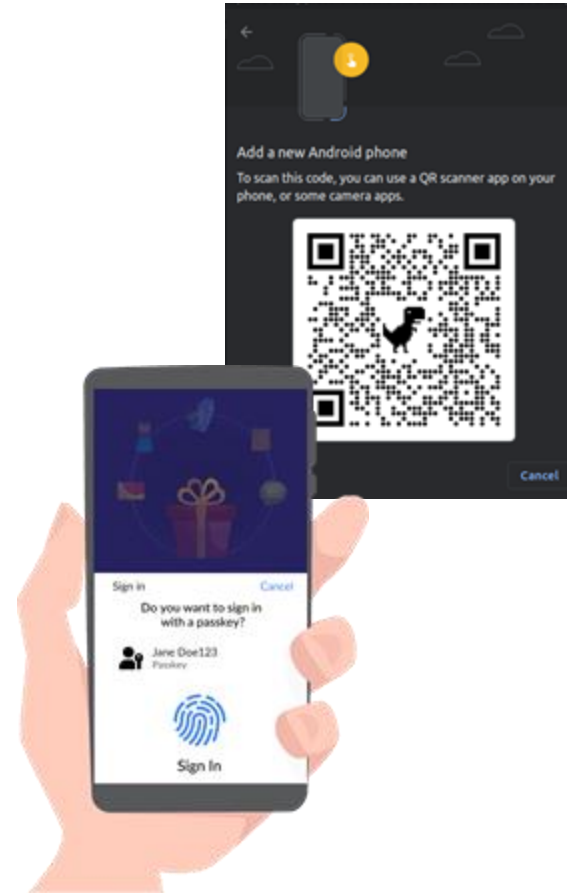 Add a new Android phone
To scan this code, you can use a QR scanner app on your
phone, or some camera apps.
Cancel
Sign in
Cancel
Do you want to sign in
with a passkey?
Jane Doe123
Passkey
Sign In